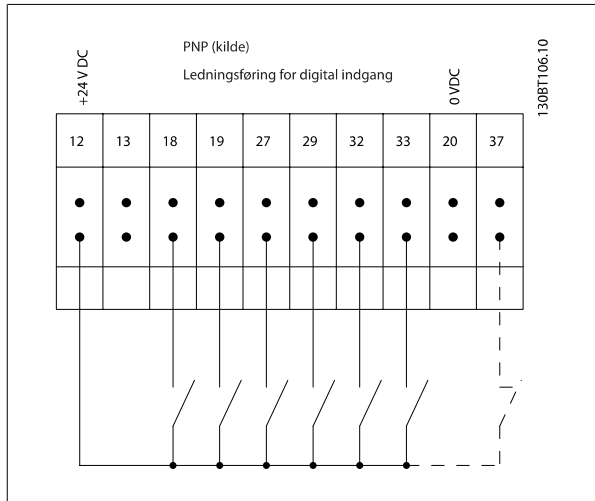 PNP (kilde)
Ledningsføring for digital indgang
+24 V DC
0 VDC
130BT106.10
12 13 18 19 27 29 32 33 20 37